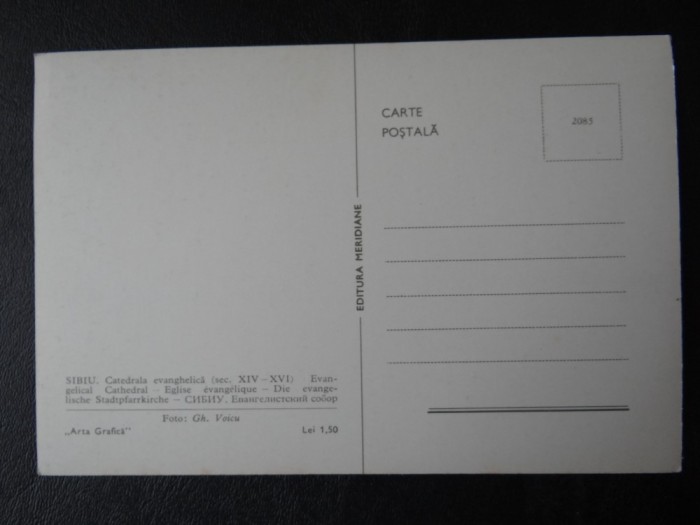 SIBIU. Catedrala evanghelică (sec. XIV–XVI) Evan-
gelical Cathedral – Eglise evangélique – Die evange-
lische Stadtpfarrkirche – СИБИУ. Евангелистский собор
Foto: Gh. Voicu
„Arta Grafică" Lei 1,50
EDITURA MERIDIANE
CARTE
POȘTALĂ
2085